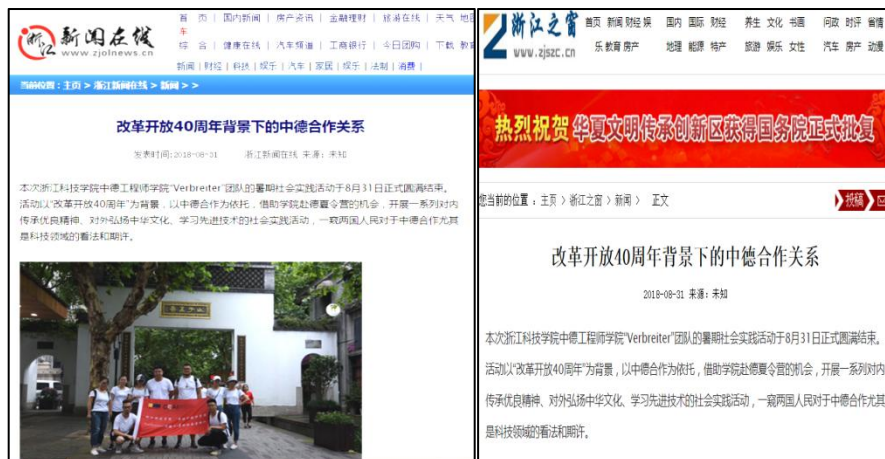 浙江 新闻在线
www.zjolnews.cn
首 页 | 国内新闻 | 房产资讯 | 金融理财 | 旅游在线 | 天气 地图
车
综 合 | 健康在线 | 汽车频道 | 工商银行 | 今日团购 | 下载 教育
新闻 | 财经 | 科技 | 娱乐 | 汽车 | 家居 | 娱乐 | 法制 | 消费 |
当前位置:主页 > 浙江新闻在线 > 新闻 > >
改革开放40周年背景下的中德合作关系
发表时间:2018-08-31 浙江新闻在线 来源:未知
本次浙江科技学院中德工程师学院"Verbreiter"团队的暑期社会实践活动于8月31日正式圆满结束。
活动以"改革开放40周年"为背景,以中德合作为依托,借助学院赴德夏令营的机会,开展一系列对内
传承优良精神、对外弘扬中华文化、学习先进技术的社会实践活动,一窥两国人民对于中德合作尤其
是科技领域的看法和期许。
浙江之窗
www.zjszc.cn
首页 新闻 财经 娱 国内 国际 财经 养生 文化 书画 问政 时评 省情
乐 教育 房产 地理 能源 特产 旅游 娱乐 女性 汽车 房产 动漫
热烈祝贺华夏文明传承创新区获得国务院正式批复
您当前的位置 : 主页 > 浙江之窗 > 新闻 > 正文
投稿
改革开放40周年背景下的中德合作关系
2018-08-31 来源: 未知
本次浙江科技学院中德工程师学院"Verbreiter"团队的暑期社会实践活动于8月31日正式圆满结束。
活动以"改革开放40周年"为背景,以中德合作为依托,借助学院赴德夏令营的机会,开展一系列对内
传承优良精神、对外弘扬中华文化、学习先进技术的社会实践活动,一窥两国人民对于中德合作尤其
是科技领域的看法和期许。